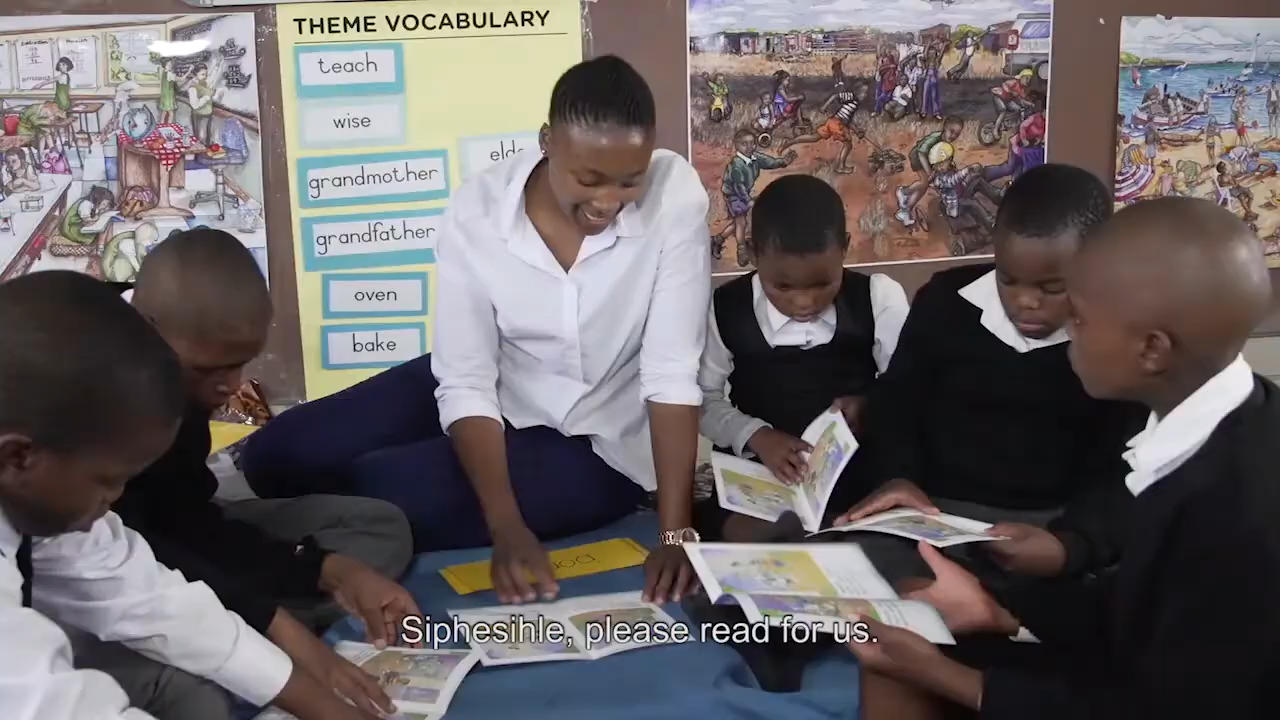 THEME VOCABULARY
teach
wise
grandmother
grandfather
oven
bake
Siphesihle, please read for us.